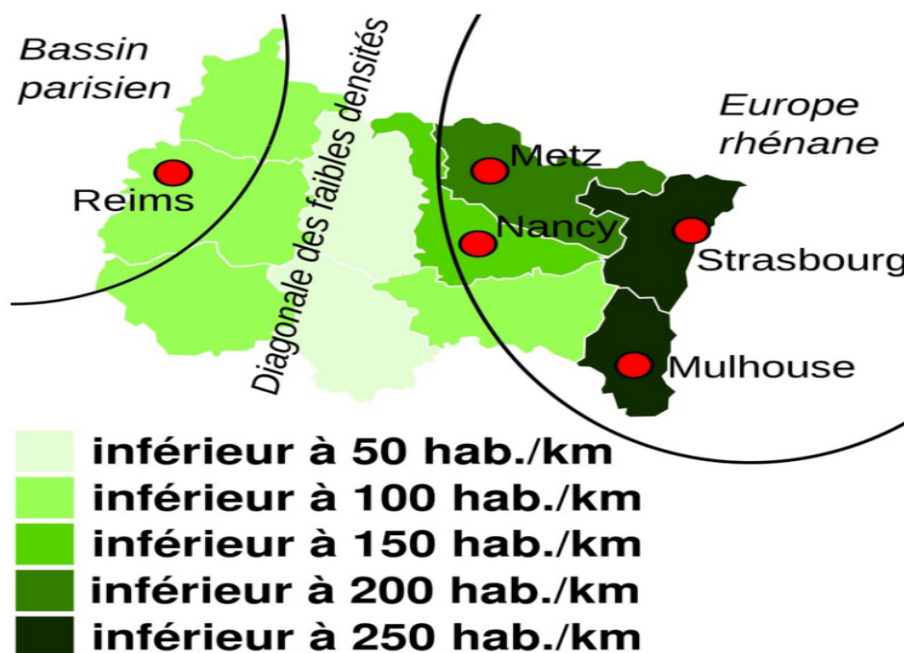 Bassin
parisien
Diagonale des faibles densités
Europe
rhénane
Metz
Reims
Nancy
Strasbourg
Mulhouse
inférieur à 50 hab./km
inférieur à 100 hab./km
inférieur à 150 hab./km
inférieur à 200 hab./km
inférieur à 250 hab./km